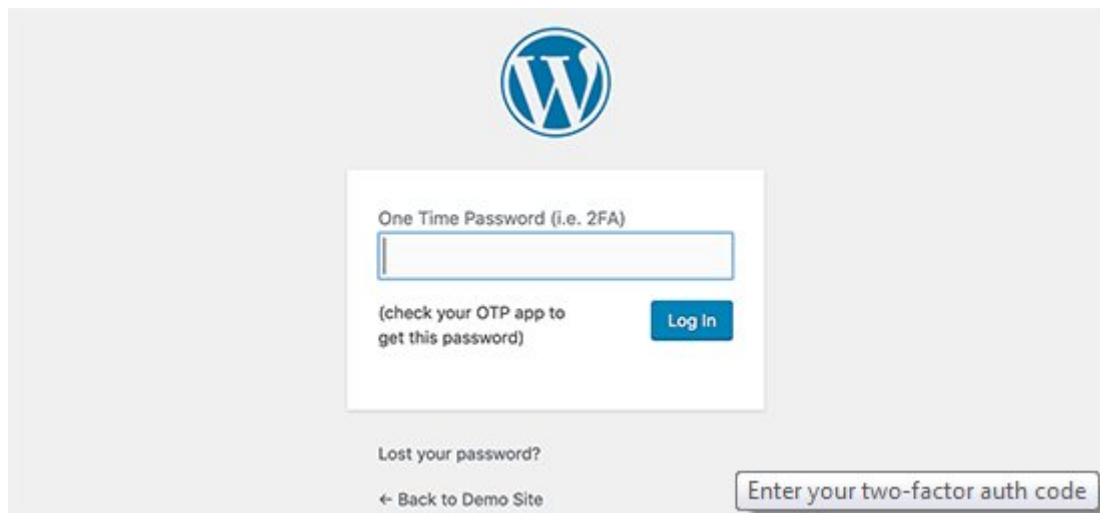 One Time Password (i.e. 2FA)
(check your OTP app to
get this password)
Log In
Lost your password?
← Back to Demo Site
Enter your two-factor auth code